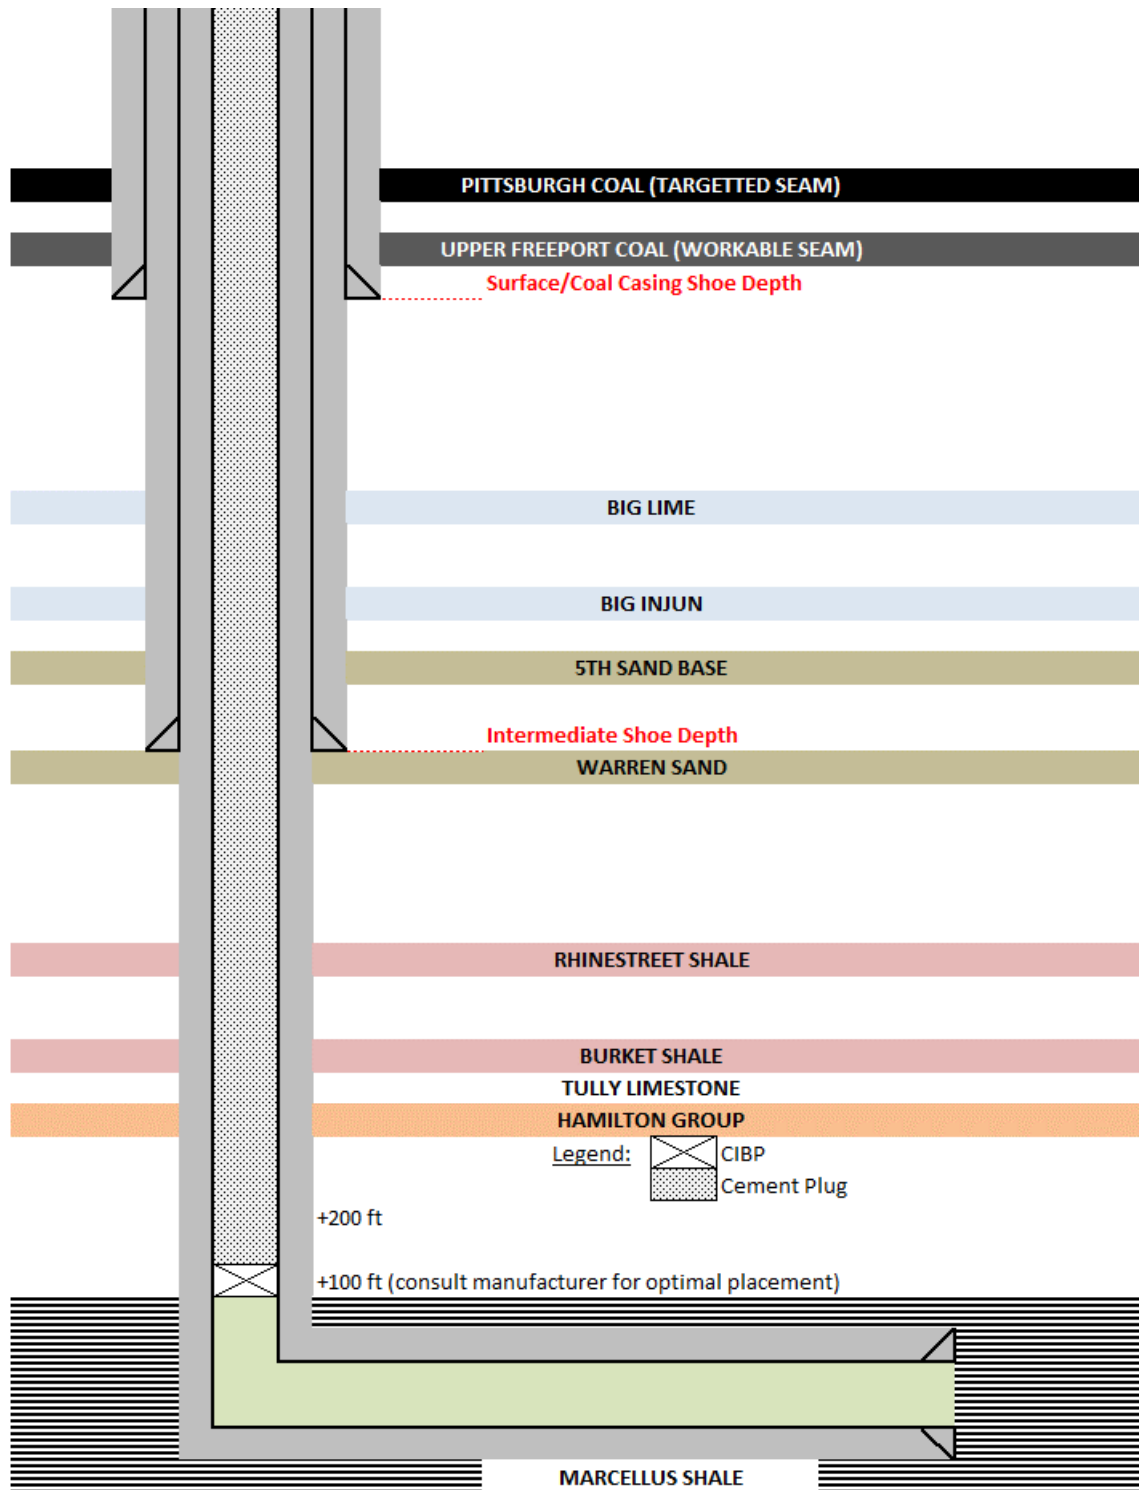 PITTSBURGH COAL (TARGETTED SEAM)
UPPER FREEPORT COAL (WORKABLE SEAM)
Surface/Coal Casing Shoe Depth
BIG LIME
BIG INJUN
5TH SAND BASE
Intermediate Shoe Depth
WARREN SAND
RHINESTREET SHALE
BURKET SHALE
TULLY LIMESTONE
HAMILTON GROUP
Legend: CIBP
Cement Plug
+200 ft
+100 ft (consult manufacturer for optimal placement)
MARCELLUS SHALE